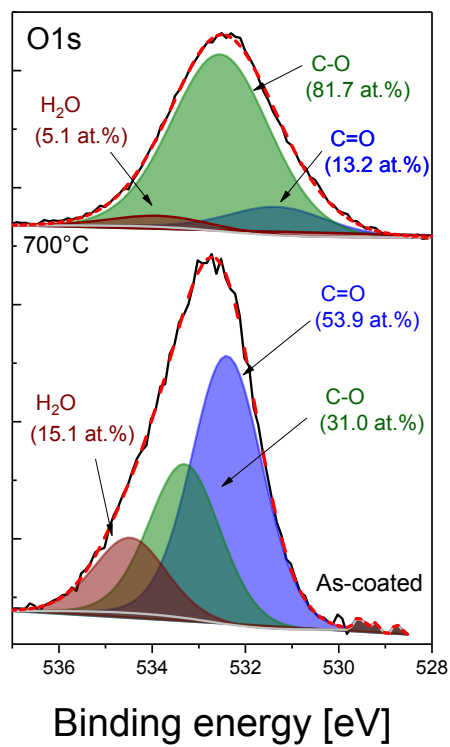 O1s
C-O
(81.7 at.%)
H₂O
(5.1 at.%)
C=O
(13.2 at.%)
700°C
C=O
(53.9 at.%)
H₂O
(15.1 at.%)
C-O
(31.0 at.%)
As-coated
536 534 532 530 528
Binding energy [eV]